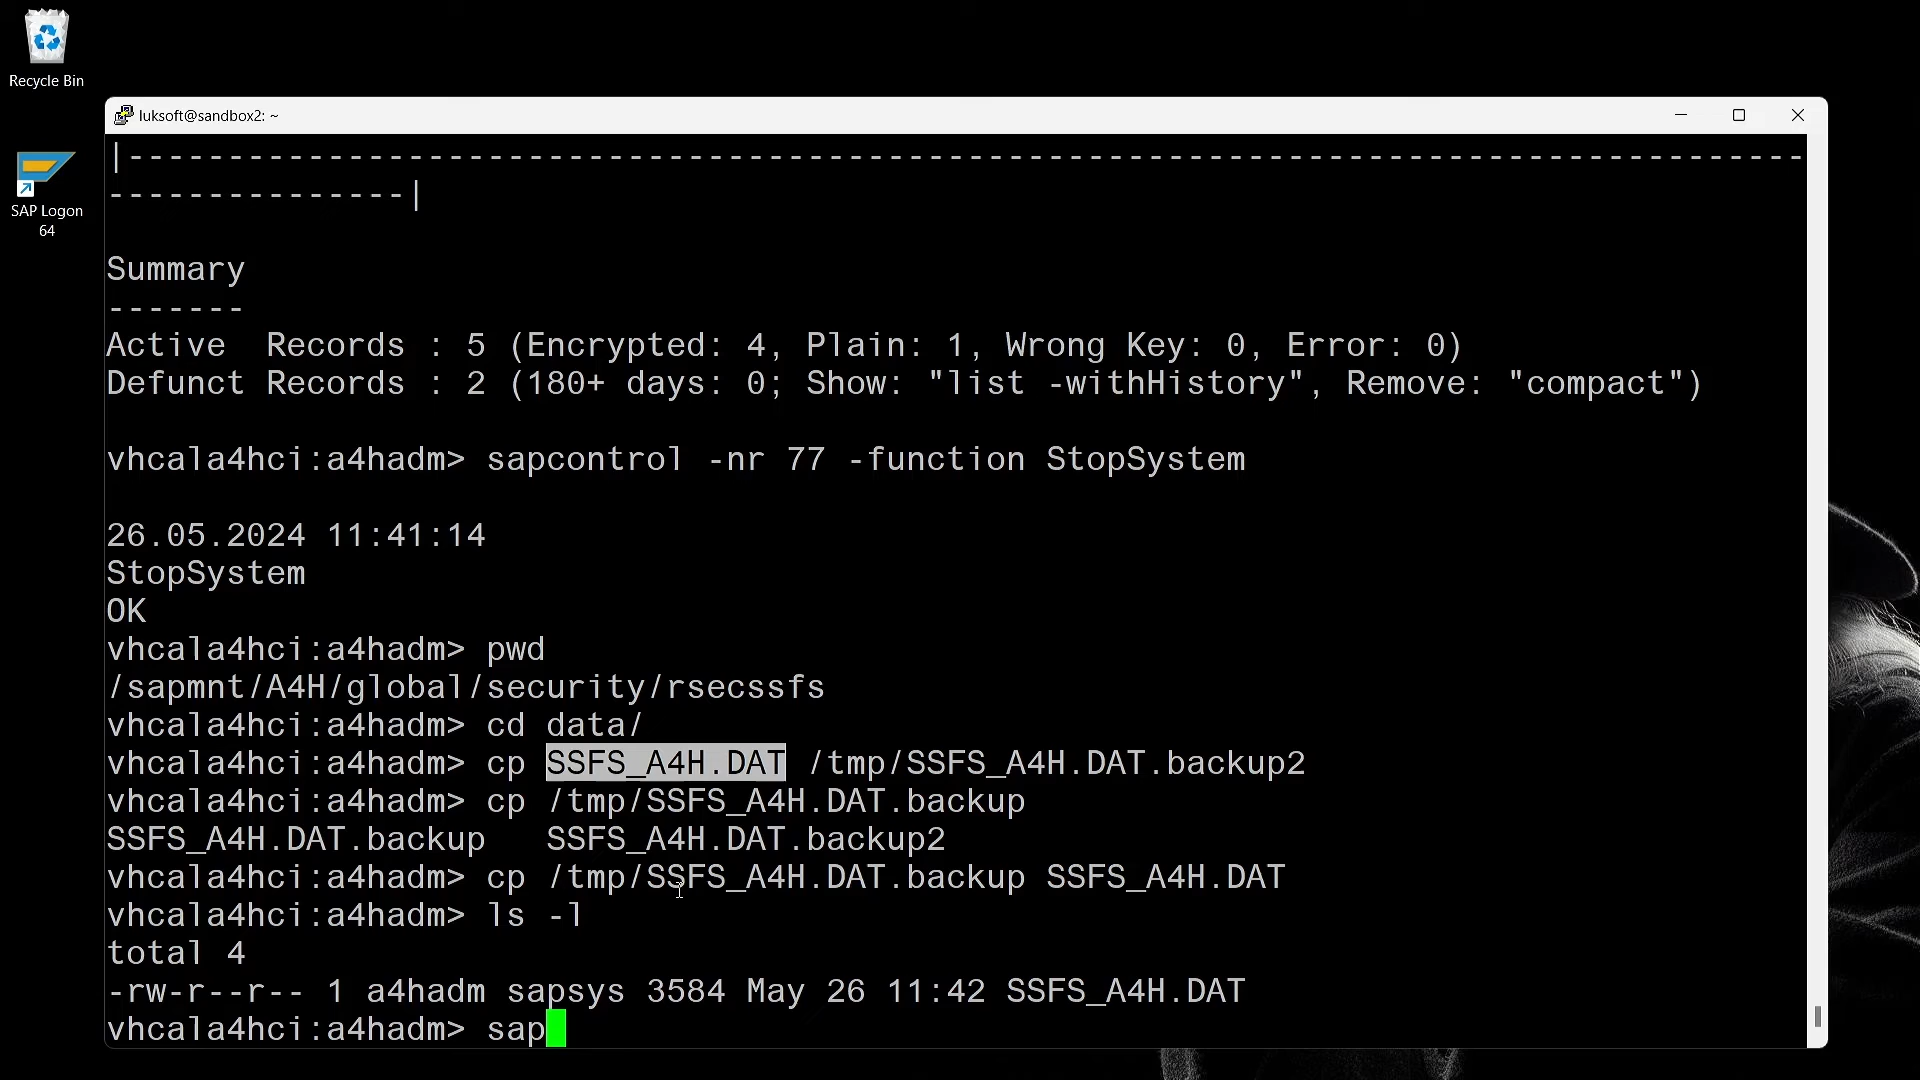 Recycle Bin
SAP Logon
64
luksoft@sandbox2: ~
|-------------------------------------------------------------------------------------
---------------|
Summary
-------
Active  Records : 5 (Encrypted: 4, Plain: 1, Wrong Key: 0, Error: 0)
Defunct Records : 2 (180+ days: 0; Show: "list -withHistory", Remove: "compact")
vhcala4hci:a4hadm> sapcontrol -nr 77 -function StopSystem
26.05.2024 11:41:14
StopSystem
OK
vhcala4hci:a4hadm> pwd
/sapmnt/A4H/global/security/rsecssfs
vhcala4hci:a4hadm> cd data/
vhcala4hci:a4hadm> cp SSFS_A4H.DAT /tmp/SSFS_A4H.DAT.backup2
vhcala4hci:a4hadm> cp /tmp/SSFS_A4H.DAT.backup
SSFS_A4H.DAT.backup   SSFS_A4H.DAT.backup2
vhcala4hci:a4hadm> cp /tmp/SSFS_A4H.DAT.backup SSFS_A4H.DAT
vhcala4hci:a4hadm> ls -l
total 4
-rw-r--r-- 1 a4hadm sapsys 3584 May 26 11:42 SSFS_A4H.DAT
vhcala4hci:a4hadm> sap